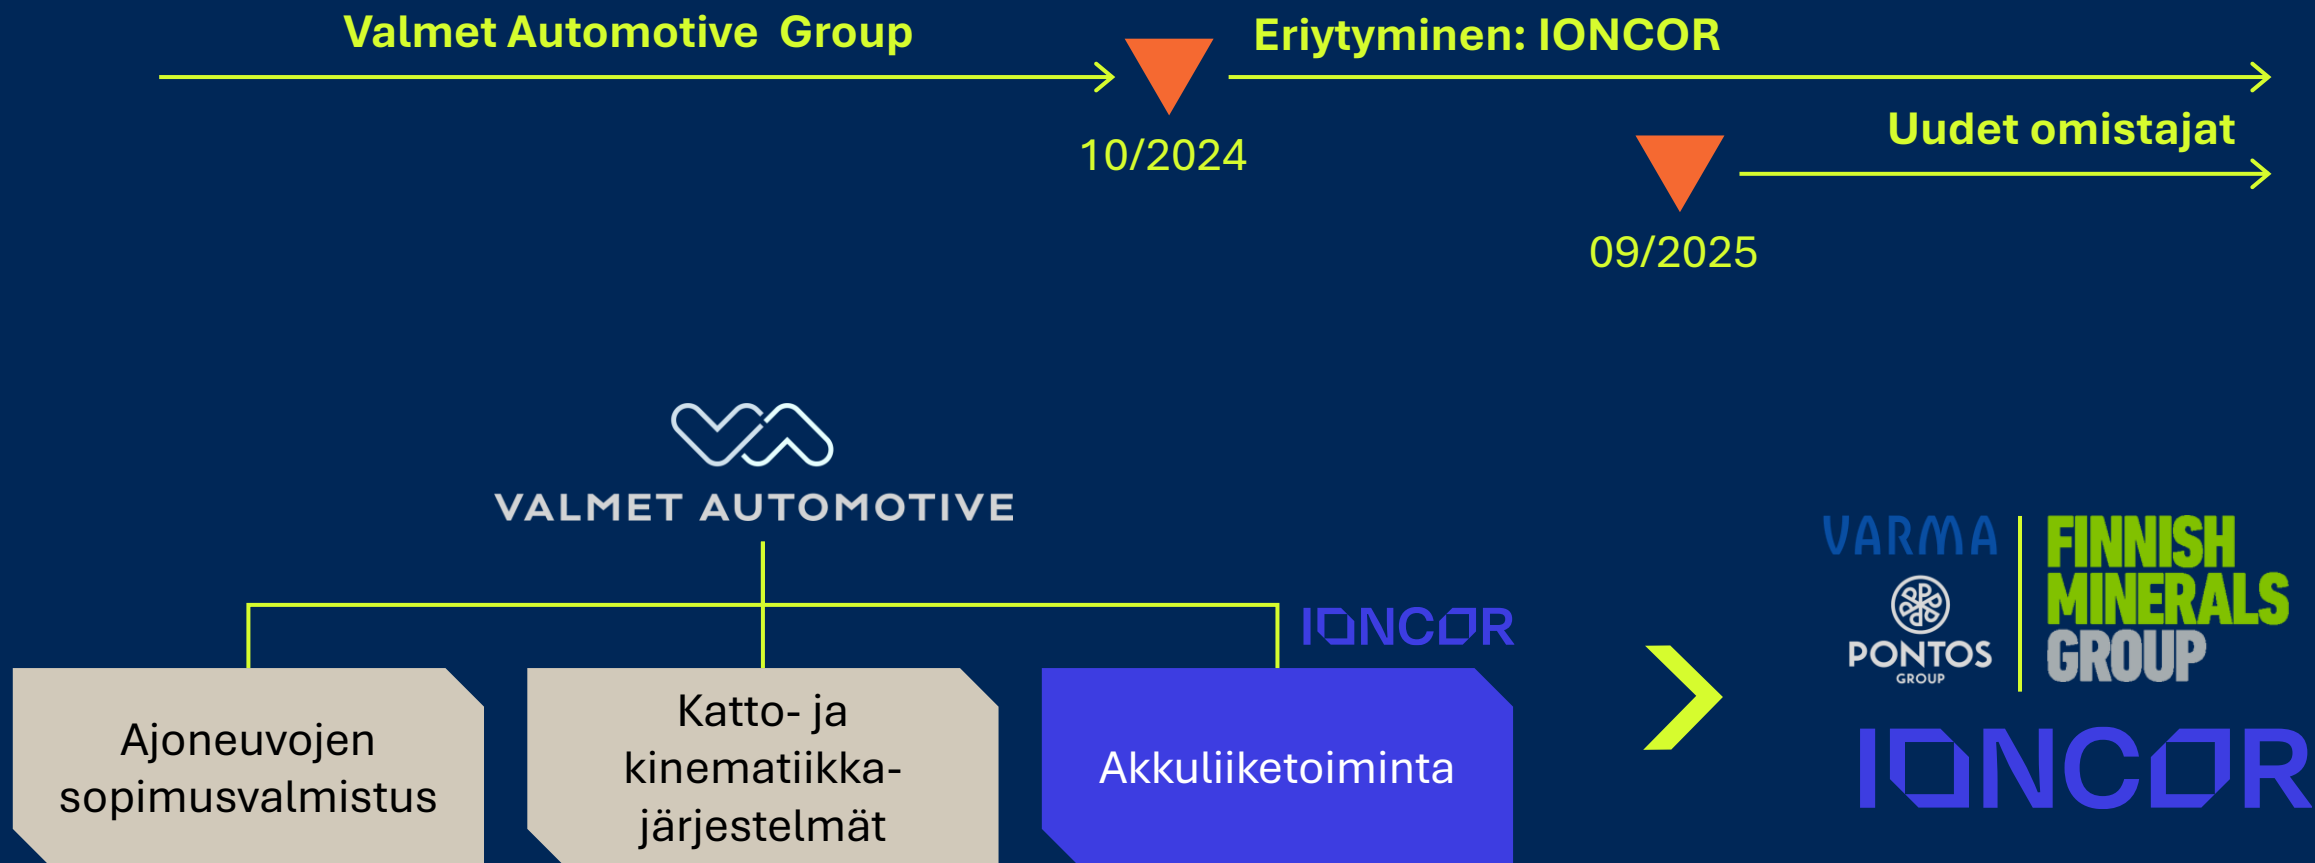 Valmet Automotive Group
Eriytyminen: IONCOR
Uudet omistajat
10/2024
09/2025
VALMET AUTOMOTIVE
IONCOR
Ajoneuvojen
sopimusvalmistus
Katto- ja
kinematiikka-
järjestelmät
Akkuliiketoiminta
VARMA
PONTOS
GROUP
FINNISH
MINERALS
GROUP
IONCOR